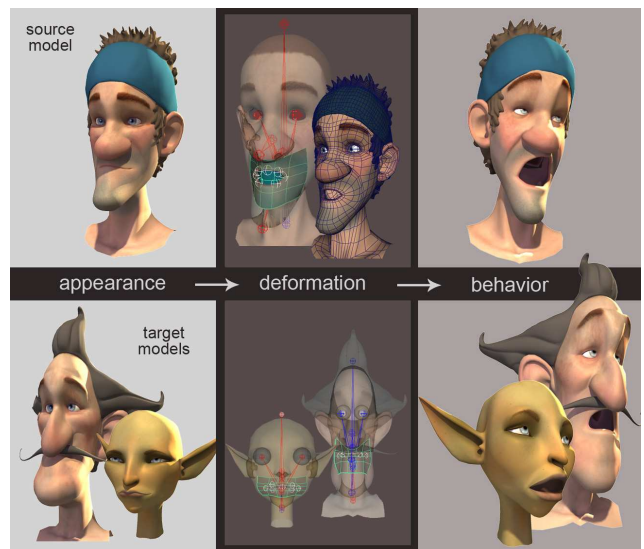 source
model
appearance
deformation
behavior
target
models